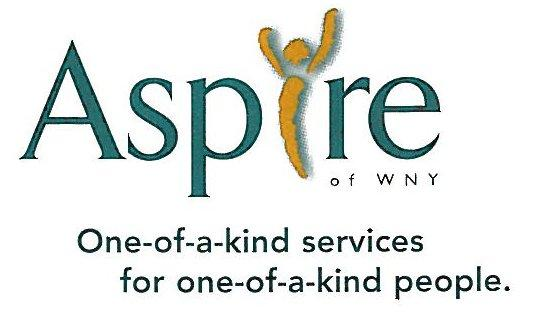 Aspire
of WNY
One-of-a-kind services
for one-of-a-kind people.